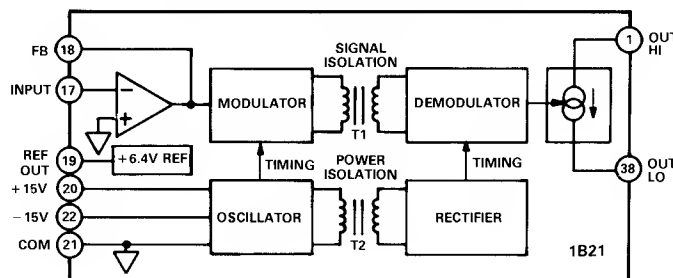 FB 18
INPUT 17
REF OUT 19
+6.4V REF
+15V 20
−15V 22
COM 21
− +
SIGNAL ISOLATION
MODULATOR
T1
DEMODULATOR
TIMING
POWER ISOLATION
TIMING
OSCILLATOR
T2
RECTIFIER
1 OUT HI
38 OUT LO
1B21